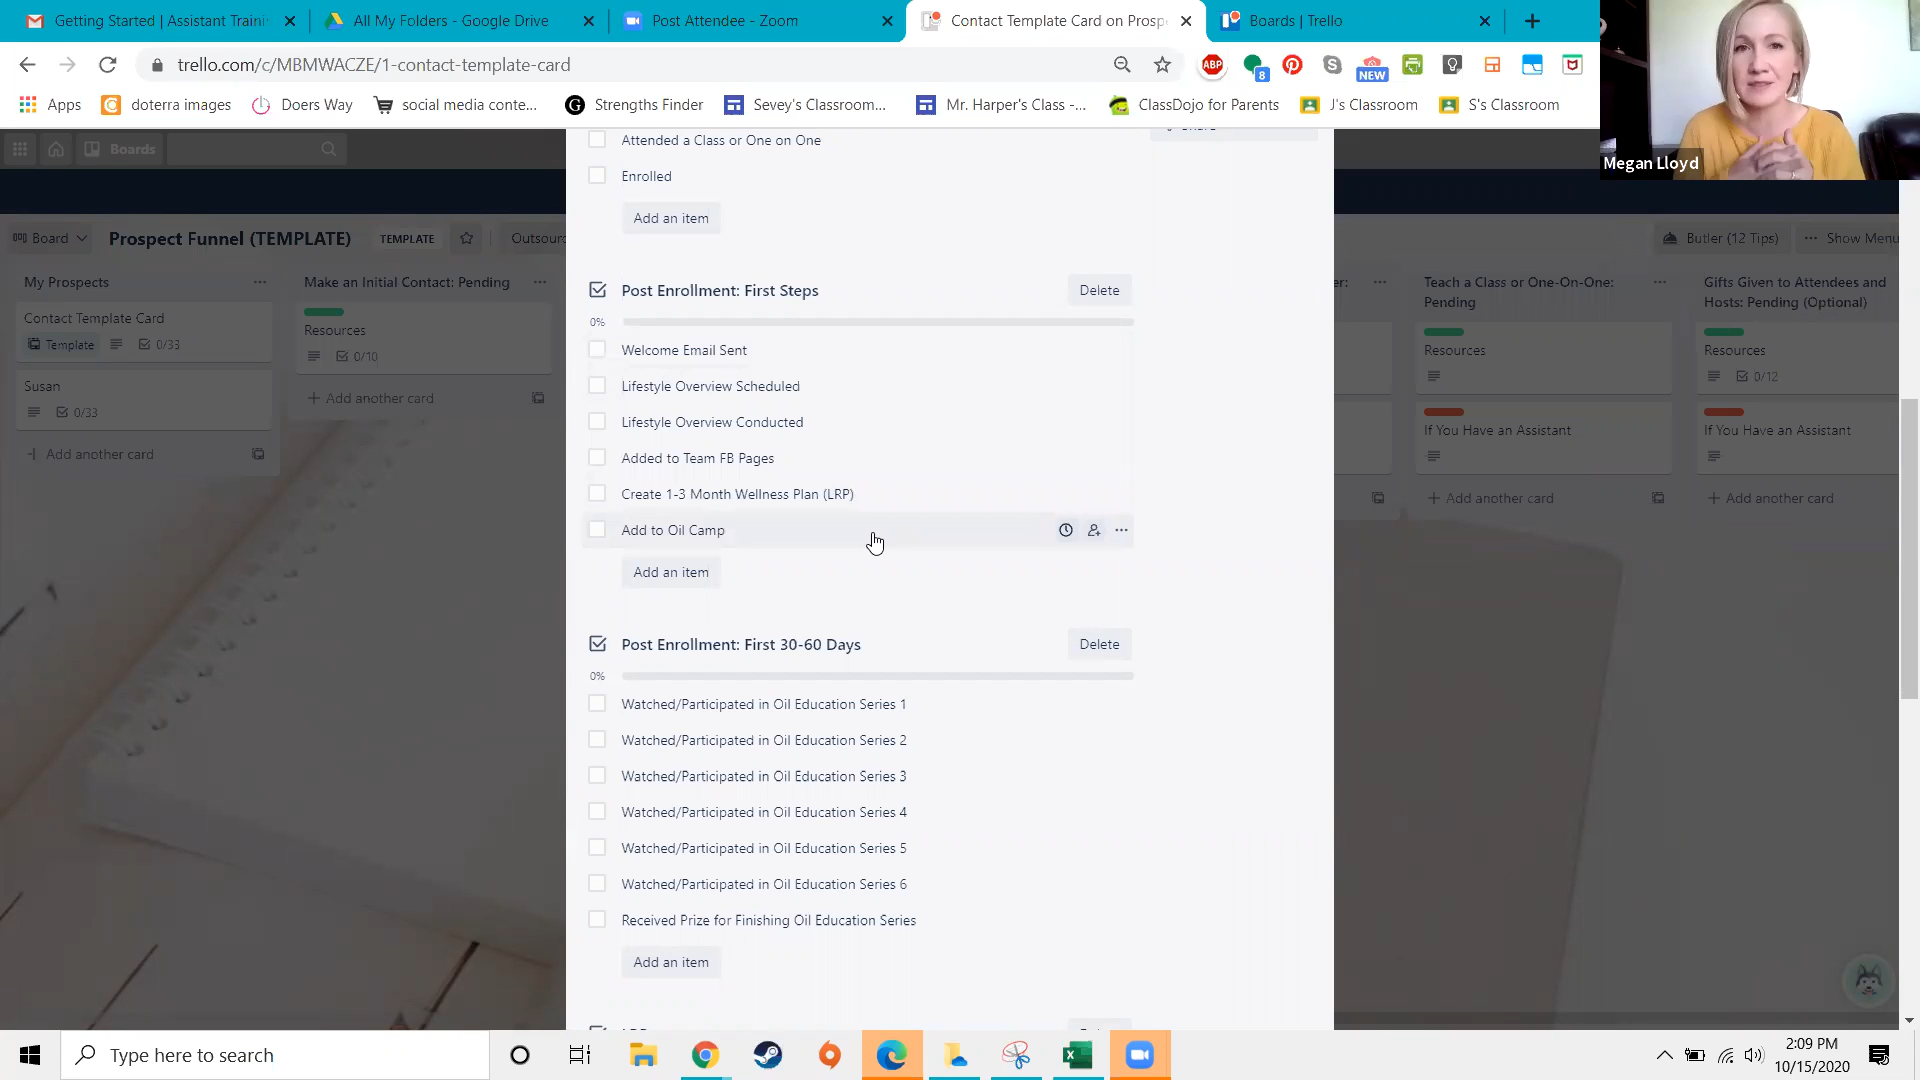 Getting Started | Assistant Traini
All My Folders - Google Drive
Post Attendee - Zoom
Contact Template Card on Prosp
Boards | Trello
trello.com/c/MBMWACZE/1-contact-template-card
ABP
8
NEW
Apps
doterra images
Doers Way
social media conte...
G
Strengths Finder
Sevey's Classroom...
Mr. Harper's Class -...
ClassDojo for Parents
J's Classroom
S's Classroom
Megan Lloyd
Boards
Attended a Class or One on One
Enrolled
Add an item
Board
Prospect Funnel (TEMPLATE)
TEMPLATE
Outsour
Butler (12 Tips)
Show Menu
My Prospects
Contact Template Card
Template
0/33
Susan
0/33
Add another card
Make an Initial Contact: Pending
Resources
0/10
Add another card
Post Enrollment: First Steps
Delete
0%
Welcome Email Sent
Lifestyle Overview Scheduled
Lifestyle Overview Conducted
Added to Team FB Pages
Create 1-3 Month Wellness Plan (LRP)
Add to Oil Camp
Add an item
Post Enrollment: First 30-60 Days
Delete
0%
Watched/Participated in Oil Education Series 1
Watched/Participated in Oil Education Series 2
Watched/Participated in Oil Education Series 3
Watched/Participated in Oil Education Series 4
Watched/Participated in Oil Education Series 5
Watched/Participated in Oil Education Series 6
Received Prize for Finishing Oil Education Series
Add an item
Teach a Class or One-On-One:
Pending
Resources
If You Have an Assistant
Add another card
Gifts Given to Attendees and
Hosts: Pending (Optional)
Resources
0/12
If You Have an Assistant
Add another card
Type here to search
2:09 PM
10/15/2020